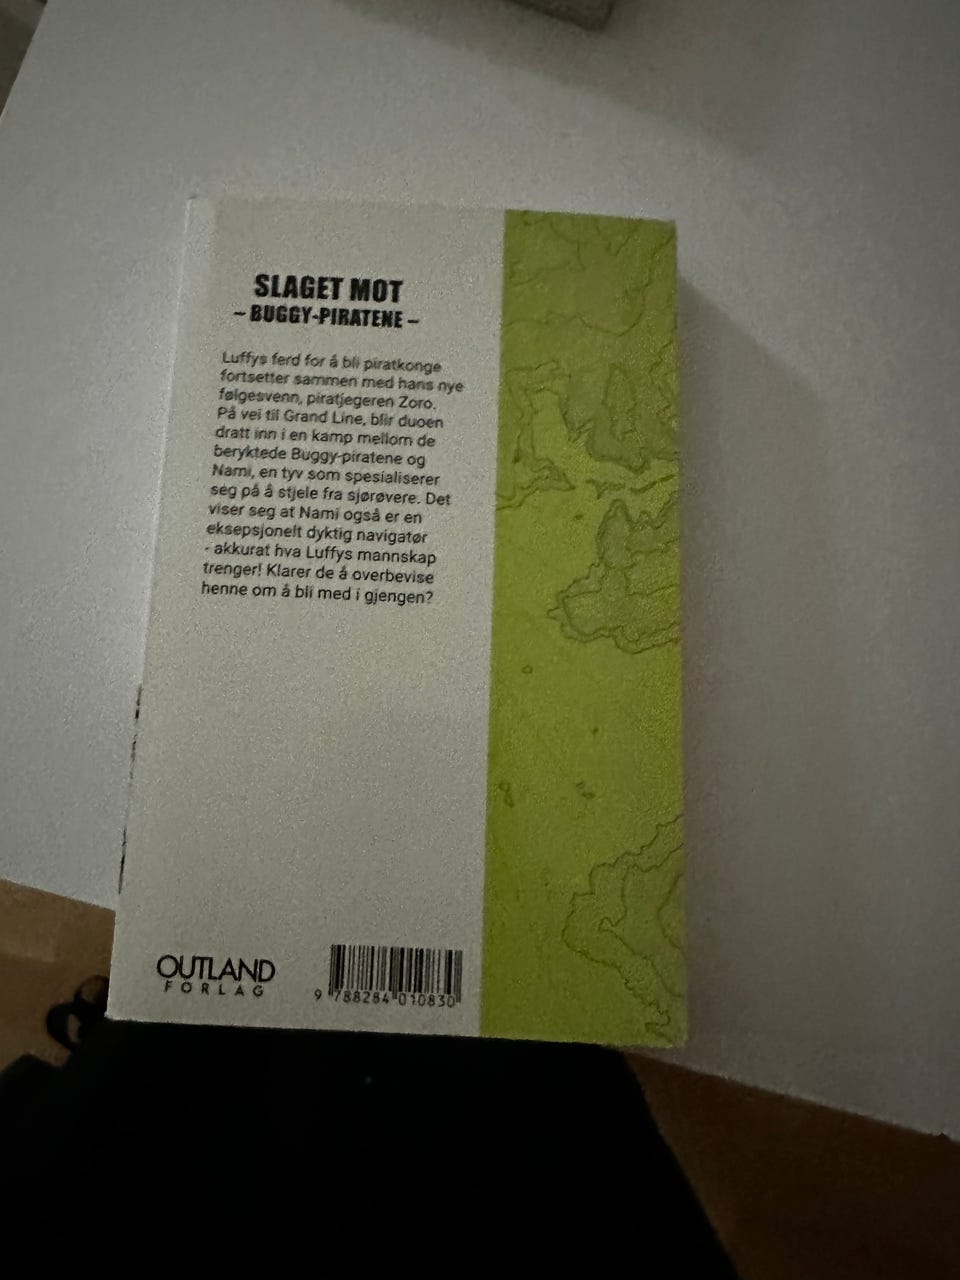 SLAGET MOT
– BUGGY-PIRATENE –
Luffys ferd for å bli piratkonge
fortsetter sammen med hans nye
følgesvenn, piratjegeren Zoro.
På vei til Grand Line, blir duoen
dratt inn i en kamp mellom de
beryktede Buggy-piratene og
Nami, en tyv som spesialiserer
seg på å stjele fra sjørøvere. Det
viser seg at Nami også er en
eksepsjonelt dyktig navigatør
- akkurat hva Luffys mannskap
trenger! Klarer de å overbevise
henne om å bli med i gjengen?
OUTLAND
FORLAG
9 788284 010830